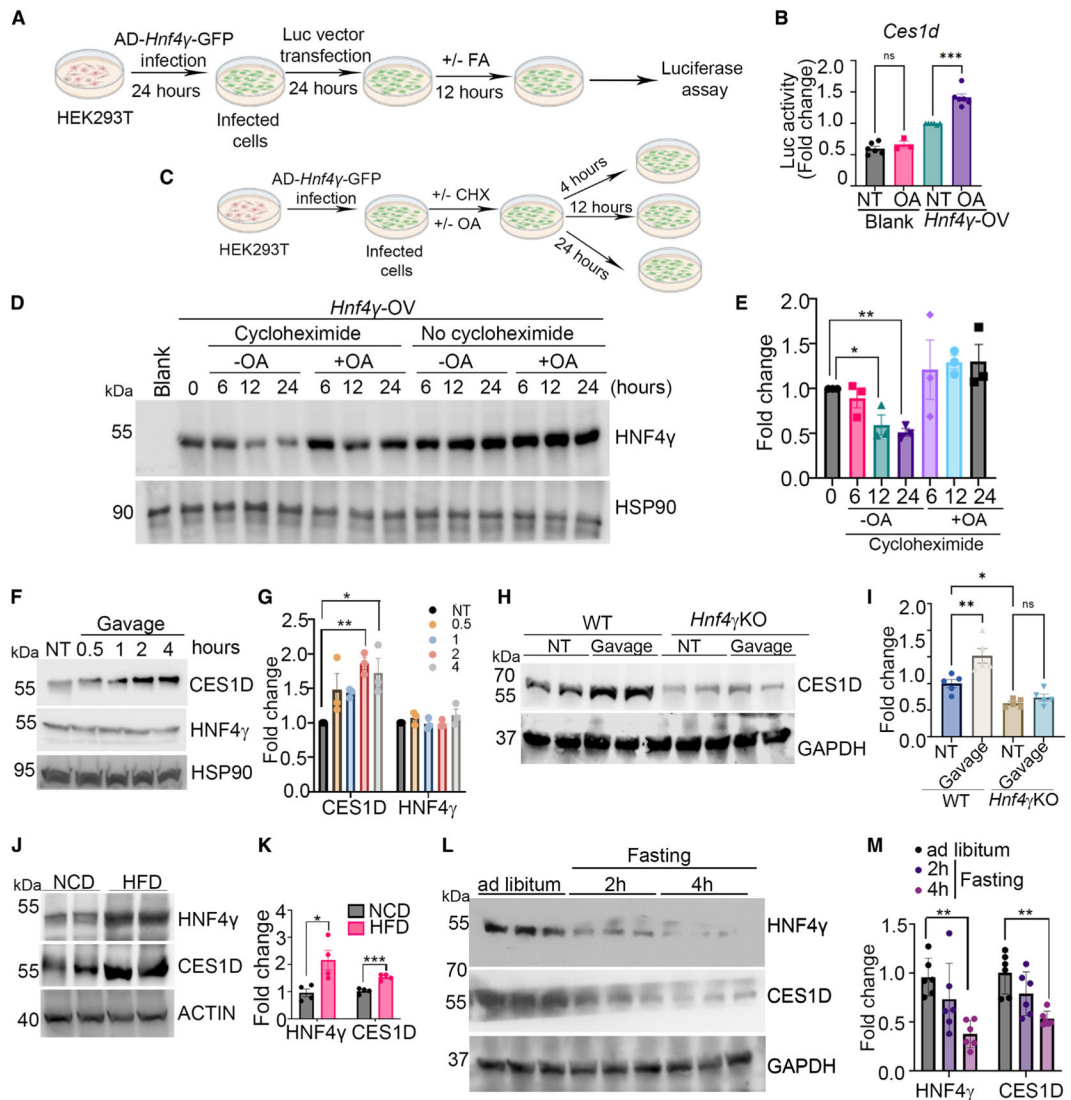 A
AD-Hnf4γ-GFP
infection
24 hours
HEK293T
Infected
cells
Luc vector
transfection
24 hours
+/- FA
12 hours
Luciferase
assay
B
Ces1d
ns
***
Luc activity
(Fold change)
2.0
1.5
1.0
0.5
0.0
NT OA NT OA
Blank Hnf4γ-OV
C
AD-Hnf4γ-GFP
infection
HEK293T
Infected
cells
+/- CHX
+/- OA
4 hours
12 hours
24 hours
D
Hnf4γ-OV
Cycloheximide No cycloheximide
Blank
-OA +OA -OA +OA
kDa
0 6 12 24 6 12 24 6 12 24 6 12 24 (hours)
55
HNF4γ
90
HSP90
E
Fold change
2.0
1.5
1.0
0.5
0.0
**
*
0 6 12 24 6 12 24
-OA +OA
Cycloheximide
F
Gavage
NT 0.5 1 2 4 hours
kDa
55
CES1D
55
HNF4γ
95
HSP90
G
Fold change
2.5
2.0
1.5
1.0
0.5
0.0
*
**
NT
0.5
1
2
4
CES1D HNF4γ
H
WT Hnf4γKO
NT Gavage NT Gavage
kDa
70
55
CES1D
37
GAPDH
I
Fold change
2.0
1.5
1.0
0.5
0.0
*
**
ns
NT
Gavage
NT
Gavage
WT Hnf4γKO
J
kDa
NCD HFD
55
HNF4γ
55
CES1D
40
ACTIN
K
NCD
HFD
Fold change
4
3
2
1
0
*
***
HNF4γ CES1D
L
Fasting
ad libitum 2h 4h
kDa
55
HNF4γ
70
55
CES1D
37
GAPDH
M
ad libitum
2h
4h
Fasting
Fold change
1.5
1.0
0.5
0.0
**
**
HNF4γ CES1D